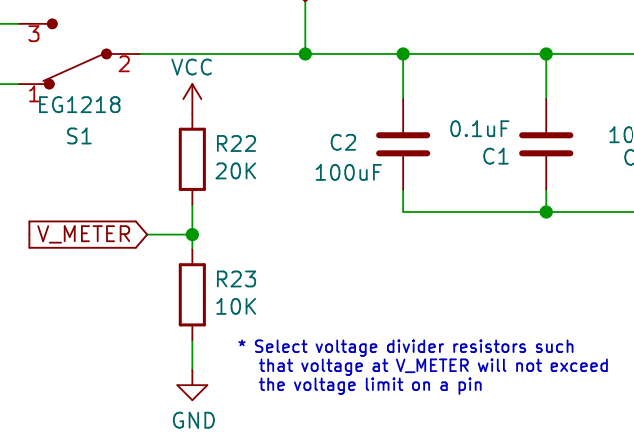 3
2
1
EG1218
S1
VCC
R22
20K
V_METER
R23
10K
GND
C2
100uF
0.1uF
C1
10
* Select voltage divider resistors such
that voltage at V_METER will not exceed
the voltage limit on a pin